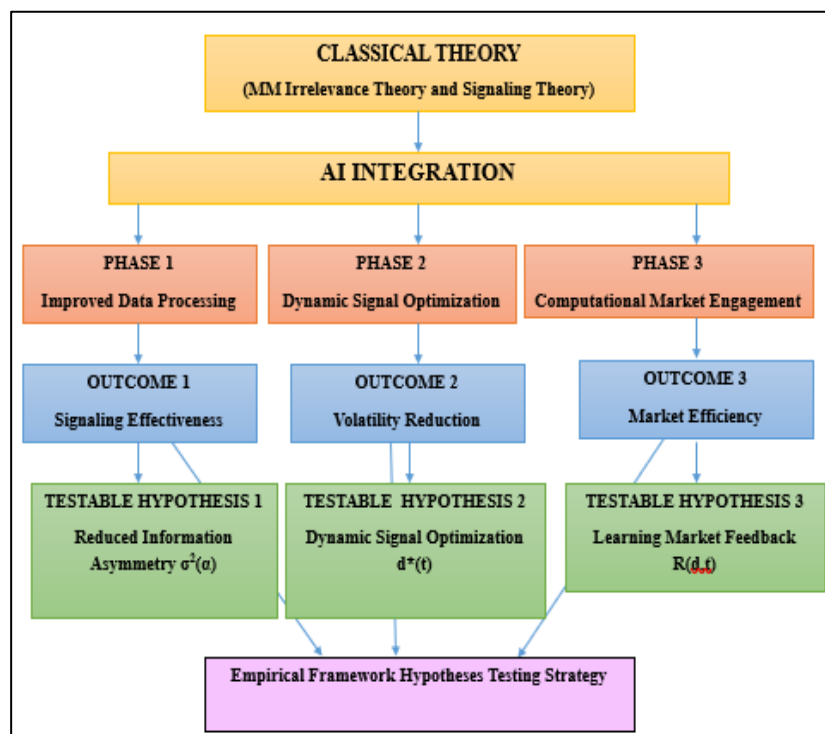 CLASSICAL THEORY
(MM Irrelevance Theory and Signaling Theory)
AI INTEGRATION
PHASE 1
Improved Data Processing
PHASE 2
Dynamic Signal Optimization
PHASE 3
Computational Market Engagement
OUTCOME 1
Signaling Effectiveness
OUTCOME 2
Volatility Reduction
OUTCOME 3
Market Efficiency
TESTABLE HYPOTHESIS 1
Reduced Information
Asymmetry σ²(α)
TESTABLE HYPOTHESIS 2
Dynamic Signal Optimization
d*(t)
TESTABLE HYPOTHESIS 3
Learning Market Feedback
R(d,t)
Empirical Framework Hypotheses Testing Strategy